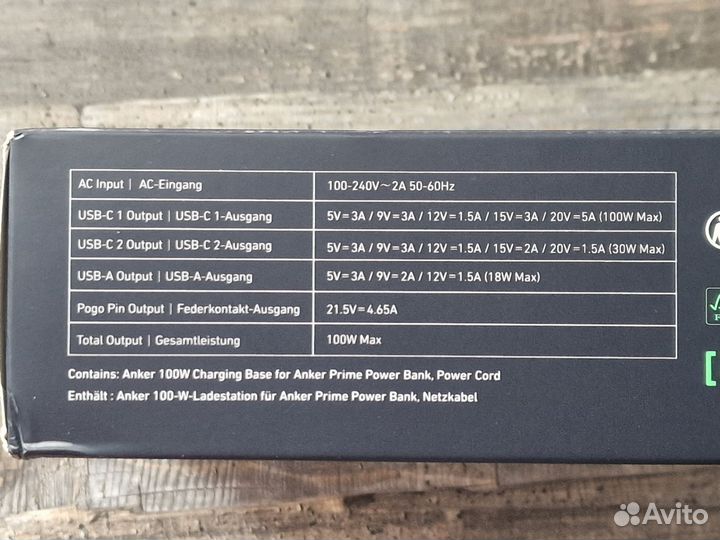 AC Input | AC-Eingang 100-240V~2A 50-60Hz
USB-C 1 Output | USB-C 1-Ausgang 5V=3A / 9V=3A / 12V=1.5A / 15V=3A / 20V=5A (100W Max)
USB-C 2 Output | USB-C 2-Ausgang 5V=3A / 9V=3A / 12V=1.5A / 15V=2A / 20V=1.5A (30W Max)
USB-A Output | USB-A-Ausgang 5V=3A / 9V=2A / 12V=1.5A (18W Max)
Pogo Pin Output | Federkontakt-Ausgang 21.5V=4.65A
Total Output | Gesamtleistung 100W Max
Contains: Anker 100W Charging Base for Anker Prime Power Bank, Power Cord
Enthält : Anker 100-W-Ladestation für Anker Prime Power Bank, Netzkabel
Avito